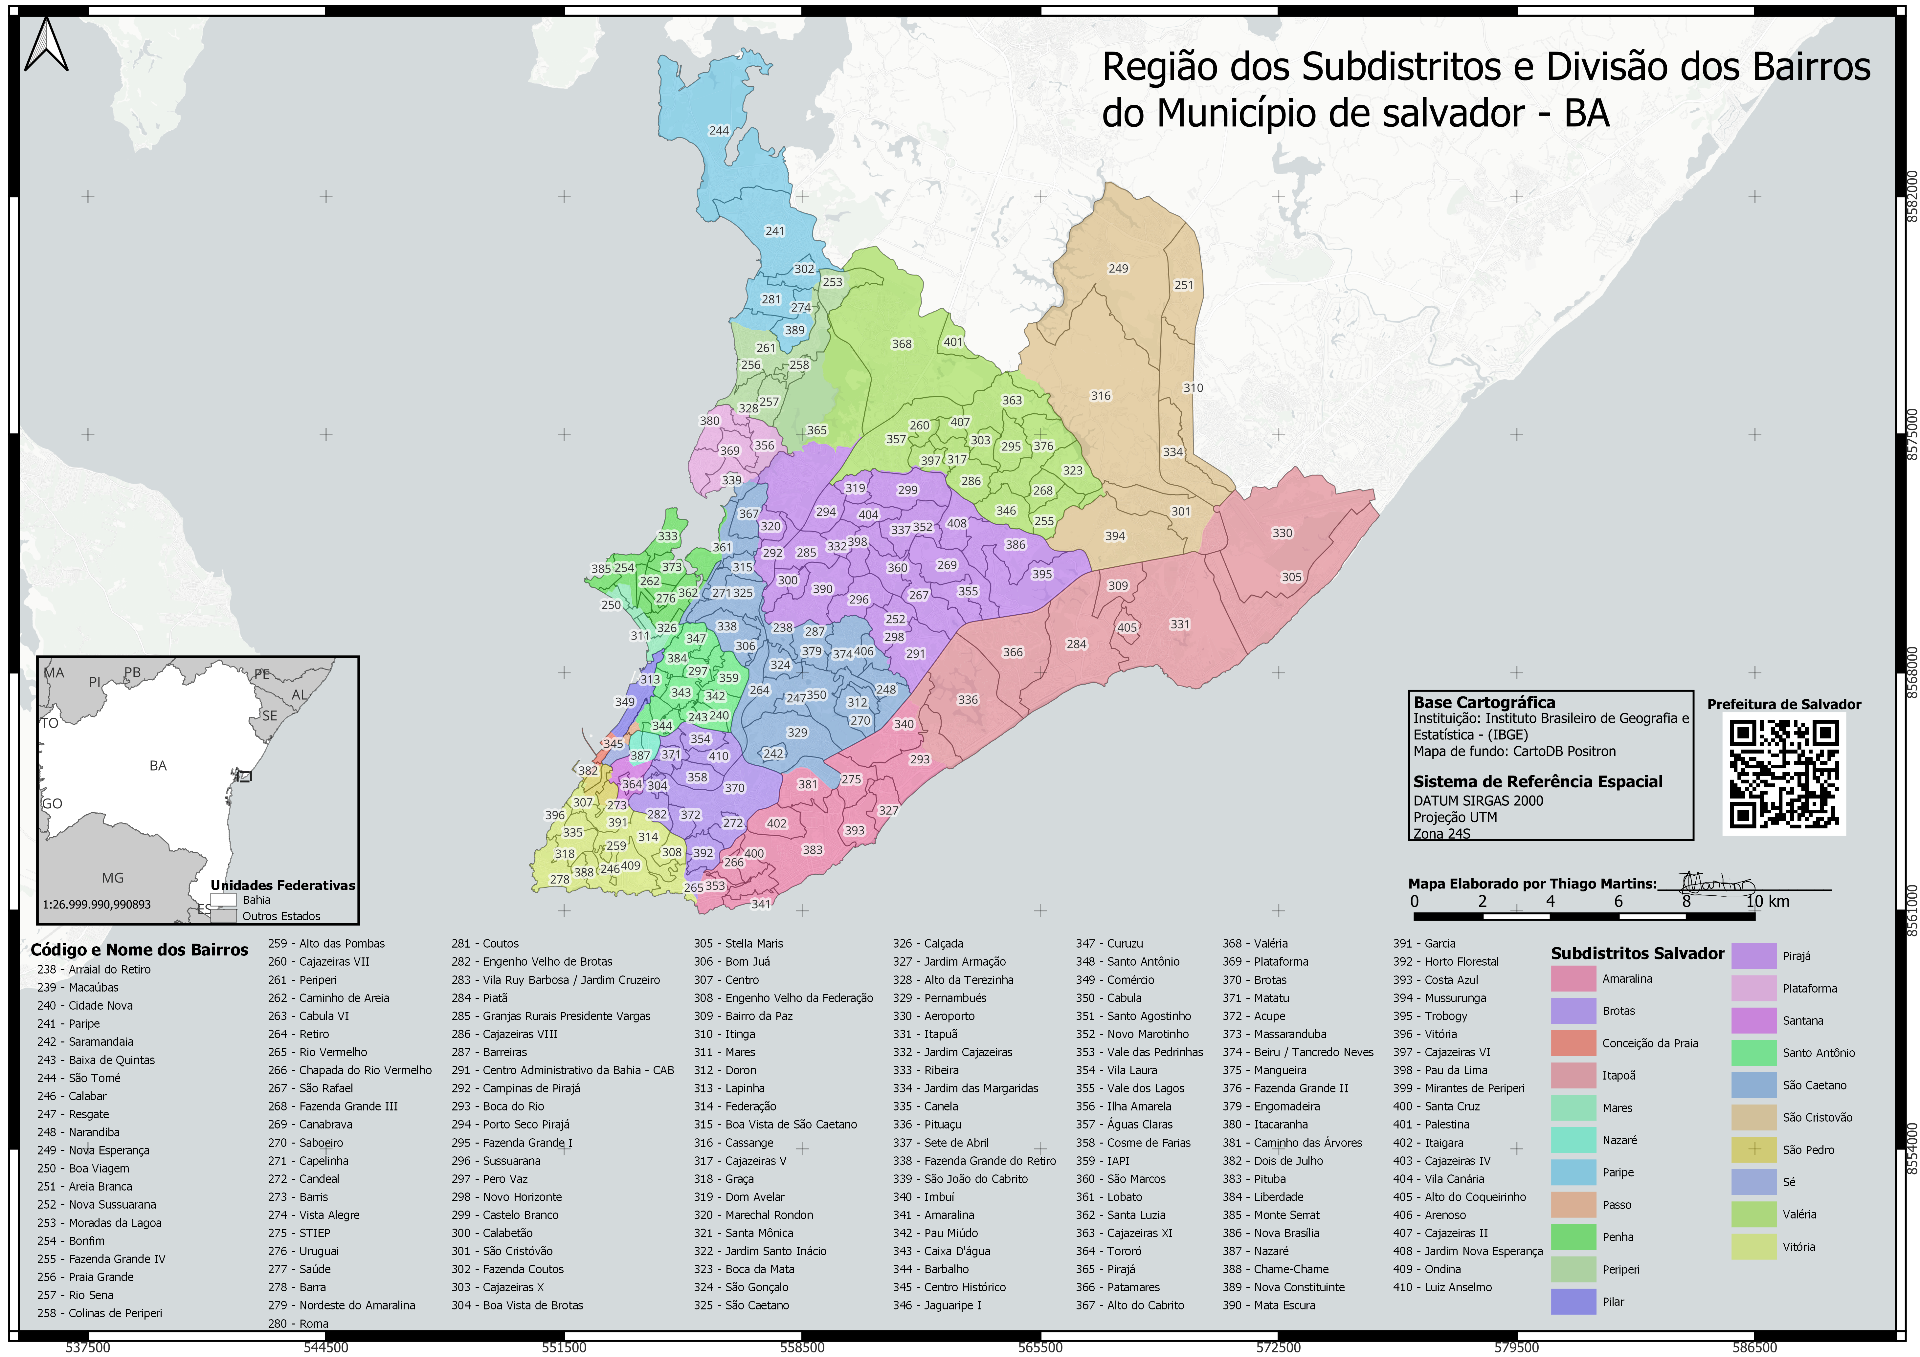 Região dos Subdistritos e Divisão dos Bairros
do Município de salvador - BA
244
241
302
253
281
274
389
261
256
258
257
328
365
380
369
356
339
368
401
363
407
260
357
303
295
376
397
317
323
286
268
346
255
249
251
316
310
334
301
394
330
305
319
299
294
404
337
352
408
320
367
292
285
332
398
386
361
360
269
395
315
300
390
267
355
296
271
325
252
298
291
333
385
254
373
262
276
362
250
326
311
347
338
306
238
287
379
374
406
324
384
297
359
264
247
350
248
312
270
329
242
313
343
342
349
243
240
344
345
387
371
354
410
358
370
304
364
382
307
273
282
372
272
396
335
391
259
314
308
392
318
388
246
409
278
265
353
266
400
341
402
381
275
293
340
336
327
393
383
366
284
405
331
309
MA
PB
PI
PE
AL
SE
TO
BA
GO
MG
ES
Unidades Federativas
Bahia
Outros Estados
1:26.999.990,990893
Base Cartográfica
Instituição: Instituto Brasileiro de Geografia e
Estatística - (IBGE)
Mapa de fundo: CartoDB Positron
Sistema de Referência Espacial
DATUM SIRGAS 2000
Projeção UTM
Zona 24S
Prefeitura de Salvador
Mapa Elaborado por Thiago Martins:
0 2 4 6 8 10 km
Código e Nome dos Bairros
238 - Arraial do Retiro
239 - Macaúbas
240 - Cidade Nova
241 - Paripe
242 - Saramandaia
243 - Baixa de Quintas
244 - São Tomé
246 - Calabar
247 - Resgate
248 - Narandiba
249 - Nova Esperança
250 - Boa Viagem
251 - Areia Branca
252 - Nova Sussuarana
253 - Moradas da Lagoa
254 - Bonfim
255 - Fazenda Grande IV
256 - Praia Grande
257 - Rio Sena
258 - Colinas de Periperi
259 - Alto das Pombas
260 - Cajazeiras VII
261 - Periperi
262 - Caminho de Areia
263 - Cabula VI
264 - Retiro
265 - Rio Vermelho
266 - Chapada do Rio Vermelho
267 - São Rafael
268 - Fazenda Grande III
269 - Canabrava
270 - Saboeiro
271 - Capelinha
272 - Candeal
273 - Barris
274 - Vista Alegre
275 - STIEP
276 - Uruguai
277 - Saúde
278 - Barra
279 - Nordeste do Amaralina
280 - Roma
281 - Coutos
282 - Engenho Velho de Brotas
283 - Vila Ruy Barbosa / Jardim Cruzeiro
284 - Piatã
285 - Granjas Rurais Presidente Vargas
286 - Cajazeiras VIII
287 - Barreiras
291 - Centro Administrativo da Bahia - CAB
292 - Campinas de Pirajá
293 - Boca do Rio
294 - Porto Seco Pirajá
295 - Fazenda Grande I
296 - Sussuarana
297 - Pero Vaz
298 - Novo Horizonte
299 - Castelo Branco
300 - Calabetão
301 - São Cristóvão
302 - Fazenda Coutos
303 - Cajazeiras X
304 - Boa Vista de Brotas
305 - Stella Maris
306 - Bom Juá
307 - Centro
308 - Engenho Velho da Federação
309 - Bairro da Paz
310 - Itinga
311 - Mares
312 - Doron
313 - Lapinha
314 - Federação
315 - Boa Vista de São Caetano
316 - Cassange
317 - Cajazeiras V
318 - Graça
319 - Dom Avelar
320 - Marechal Rondon
321 - Santa Mônica
322 - Jardim Santo Inácio
323 - Boca da Mata
324 - São Gonçalo
325 - São Caetano
326 - Calçada
327 - Jardim Armação
328 - Alto da Terezinha
329 - Pernambués
330 - Aeroporto
331 - Itapuã
332 - Jardim Cajazeiras
333 - Ribeira
334 - Jardim das Margaridas
335 - Canela
336 - Pituaçu
337 - Sete de Abril
338 - Fazenda Grande do Retiro
339 - São João do Cabrito
340 - Imbuí
341 - Amaralina
342 - Pau Miúdo
343 - Caixa D'água
344 - Barbalho
345 - Centro Histórico
346 - Jaguaripe I
347 - Curuzu
348 - Santo Antônio
349 - Comércio
350 - Cabula
351 - Santo Agostinho
352 - Novo Marotinho
353 - Vale das Pedrinhas
354 - Vila Laura
355 - Vale dos Lagos
356 - Ilha Amarela
357 - Águas Claras
358 - Cosme de Farias
359 - IAPI
360 - São Marcos
361 - Lobato
362 - Santa Luzia
363 - Cajazeiras XI
364 - Tororó
365 - Pirajá
366 - Patamares
367 - Alto do Cabrito
368 - Valéria
369 - Plataforma
370 - Brotas
371 - Matatu
372 - Acupe
373 - Massaranduba
374 - Beiru / Tancredo Neves
375 - Mangueira
376 - Fazenda Grande II
379 - Engomadeira
380 - Itacaranha
381 - Caminho das Árvores
382 - Dois de Julho
383 - Pituba
384 - Liberdade
385 - Monte Serrat
386 - Nova Brasília
387 - Nazaré
388 - Chame-Chame
389 - Nova Constituinte
390 - Mata Escura
391 - Garcia
392 - Horto Florestal
393 - Costa Azul
394 - Mussurunga
395 - Trobogy
396 - Vitória
397 - Cajazeiras VI
398 - Pau da Lima
399 - Mirantes de Periperi
400 - Santa Cruz
401 - Palestina
402 - Itaigara
403 - Cajazeiras IV
404 - Vila Canária
405 - Alto do Coqueirinho
406 - Arenoso
407 - Cajazeiras II
408 - Jardim Nova Esperança
409 - Ondina
410 - Luiz Anselmo
Subdistritos Salvador
Amaralina
Brotas
Conceição da Praia
Itapoã
Mares
Nazaré
Paripe
Passo
Penha
Periperi
Pilar
Pirajá
Plataforma
Santana
Santo Antônio
São Caetano
São Cristovão
São Pedro
Sé
Valéria
Vitória
537500 544500 551500 558500 565500 572500 579500 586500
8582000
8575000
8568000
8561000
8554000